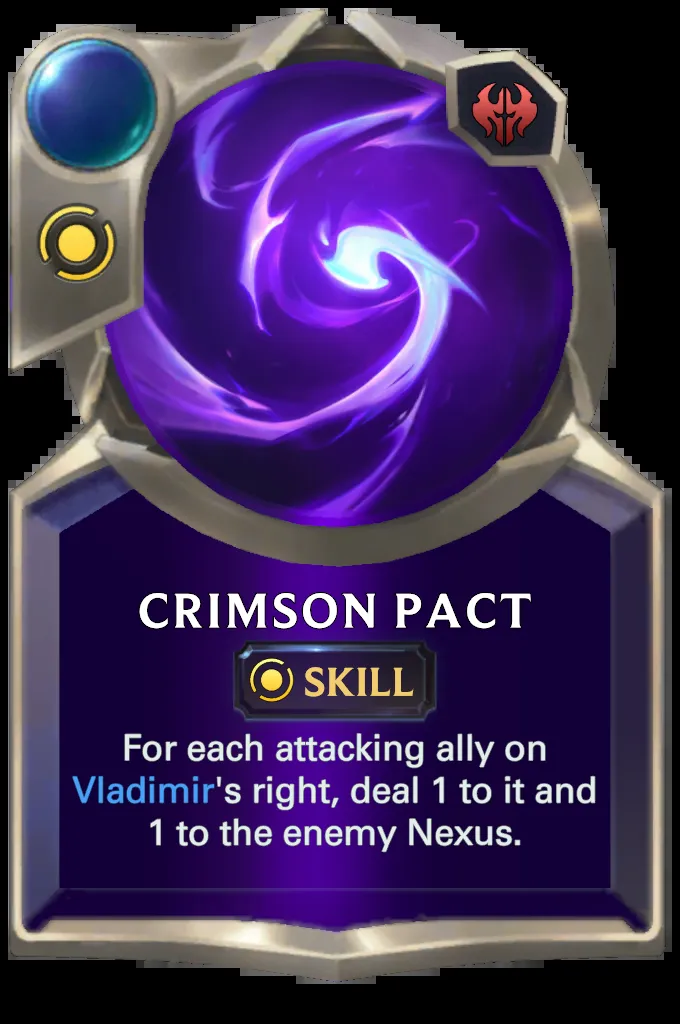 CRIMSON PACT
SKILL
For each attacking ally on
Vladimir's right, deal 1 to it and
1 to the enemy Nexus.